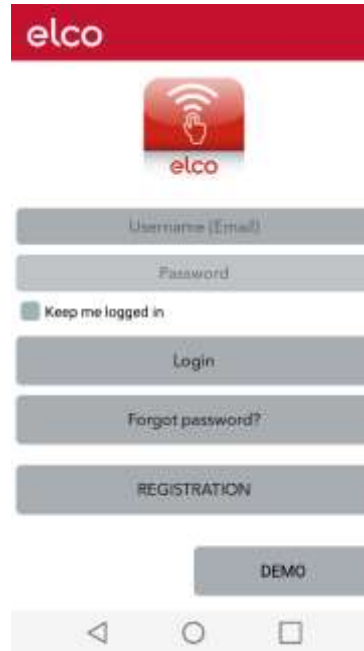 elco
elco
Username (Email)
Password
Keep me logged in
Login
Forgot password?
REGISTRATION
DEMO